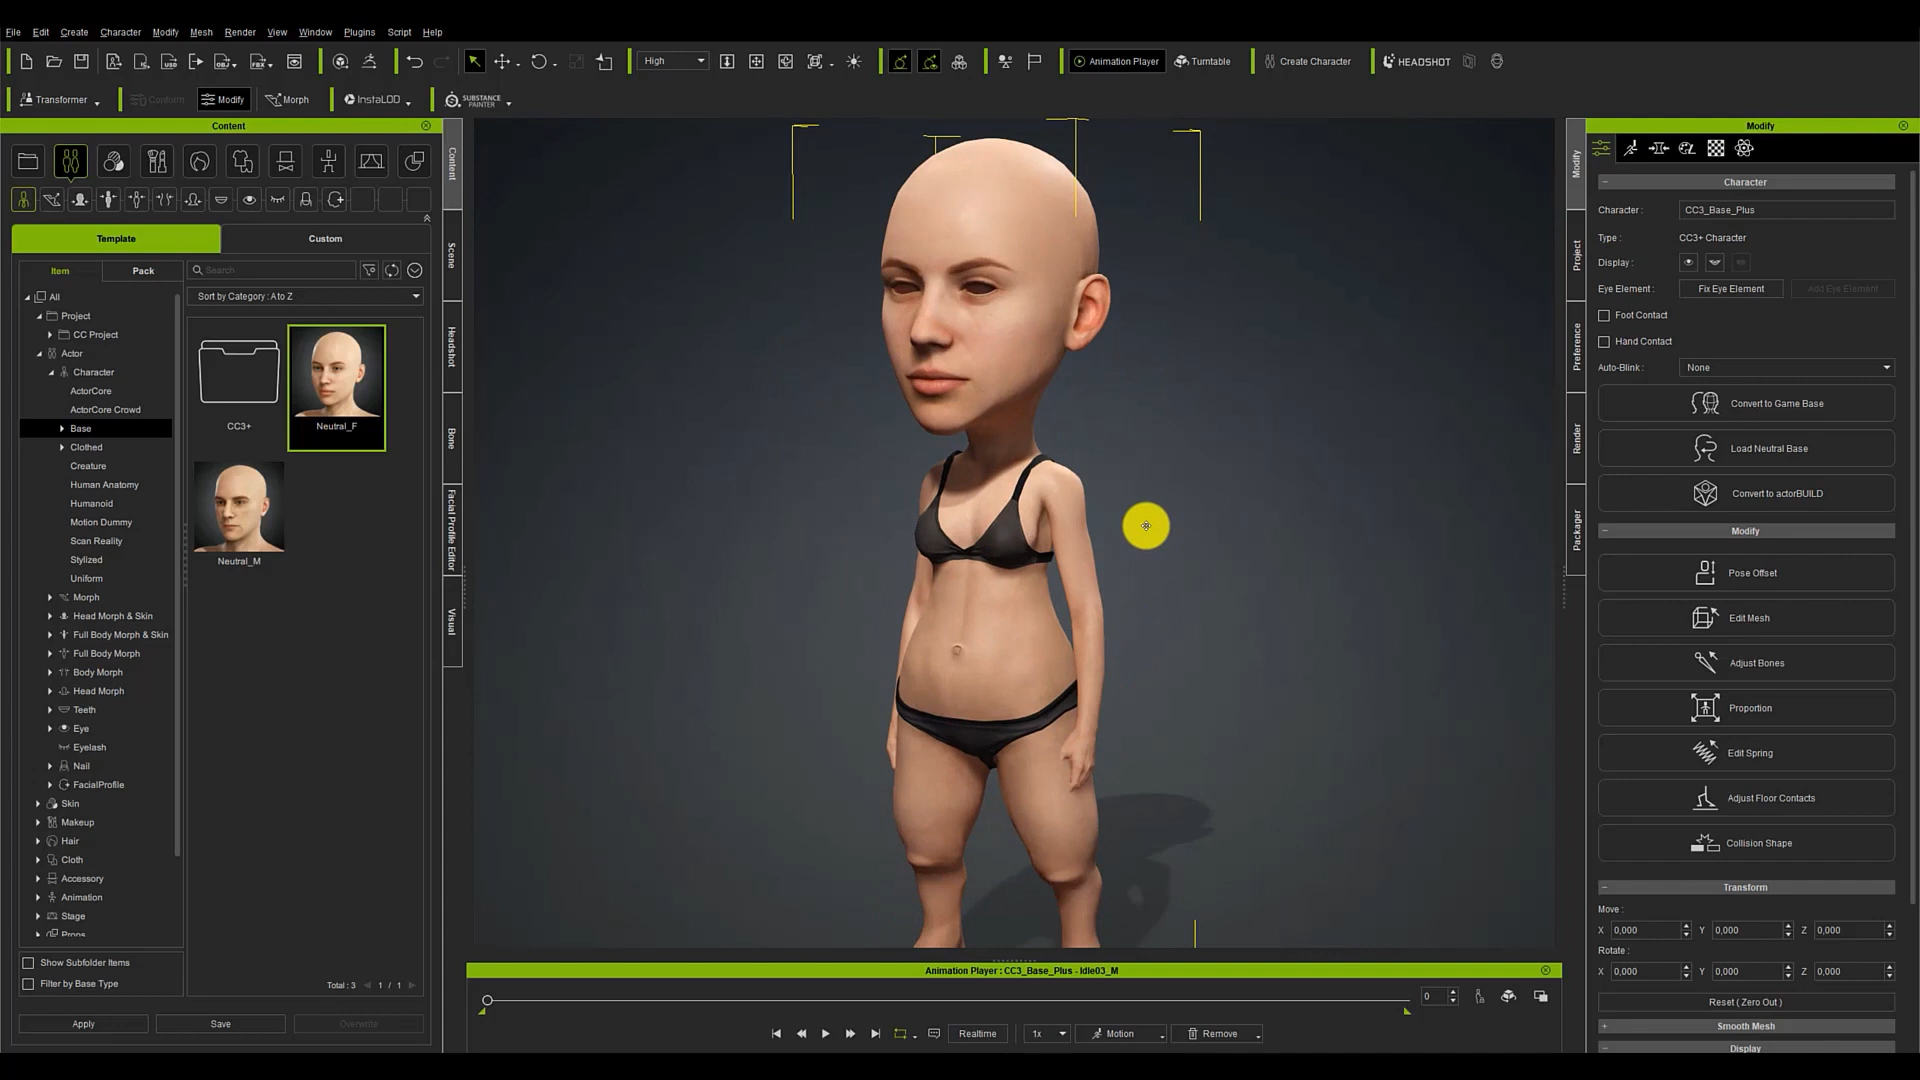 File Edit Create Character Modify Mesh Render View Window Plugins Script Help
High Animation Player Turntable Create Character HEADSHOT
Transformer Conform Modify Morph InstaLOD SUBSTANCE PAINTER
Content
Template Custom
Item Pack Search
Sort by Category : A to Z
All
Project
CC Project
Actor
Character
ActorCore
ActorCore Crowd
Base
Clothed
Creature
Human Anatomy
Humanoid
Motion Dummy
Scan Reality
Stylized
Uniform
Morph
Head Morph & Skin
Full Body Morph & Skin
Full Body Morph
Body Morph
Head Morph
Teeth
Eye
Eyelash
Nail
FacialProfile
Skin
Makeup
Hair
Cloth
Accessory
Animation
Stage
Props
CC3+
Neutral_F
Neutral_M
Show Subfolder Items
Filter by Base Type
Total : 3 1 / 1
Apply Save Overwrite
Content
Scene
Headshot
Bone
Facial Profile Editor
Visual
Animation Player : CC3_Base_Plus - Idle03_M
0
Realtime 1x Motion Remove
Modify
Project
Preference
Render
Packager
Modify
Character
Character : CC3_Base_Plus
Type : CC3+ Character
Display :
Eye Element : Fix Eye Element Add Eye Element
Foot Contact
Hand Contact
Auto-Blink : None
Convert to Game Base
Load Neutral Base
Convert to actorBUILD
Modify
Pose Offset
Edit Mesh
Adjust Bones
Proportion
Edit Spring
Adjust Floor Contacts
Collision Shape
Transform
Move :
X 0,000 Y 0,000 Z 0,000
Rotate :
X 0,000 Y 0,000 Z 0,000
Reset ( Zero Out )
Smooth Mesh
Display